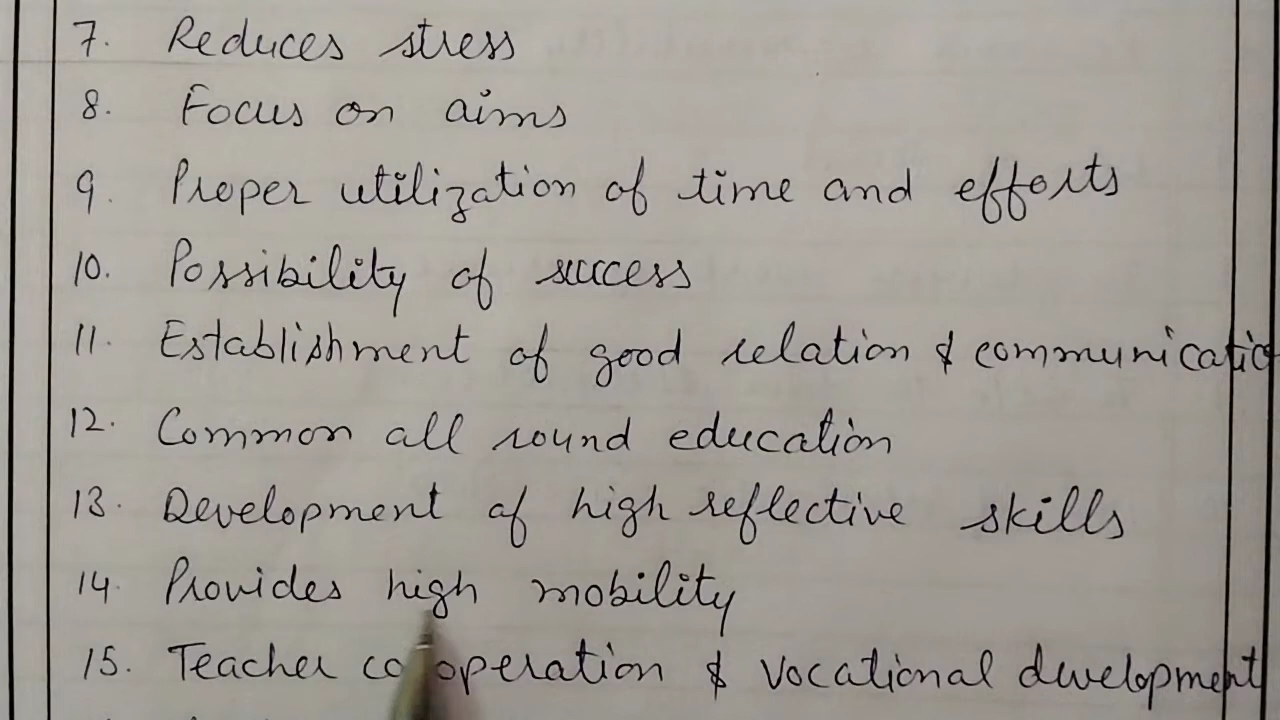 7. Reduces stress
8. Focus on aims
9. Proper utilization of time and efforts
10. Possibility of success
11. Establishment of good relation & communicatio
12. Common all round education
13. Development of high reflective skills
14. Provides high mobility
15. Teacher cooperation & vocational development